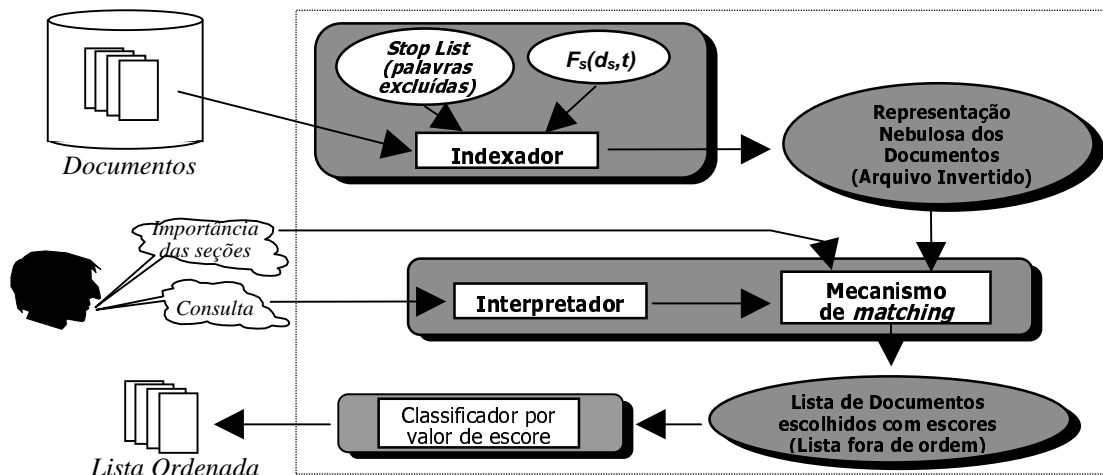 Stop List
(palavras
excluídas)
Fs(ds,t)
Indexador
Documentos
Representação
Nebulosa dos
Documentos
(Arquivo Invertido)
Importância
das seções
Consulta
Interpretador
Mecanismo
de matching
Lista de Documentos
escolhidos com escores
(Lista fora de ordem)
Classificador por
valor de escore
Lista Ordenada